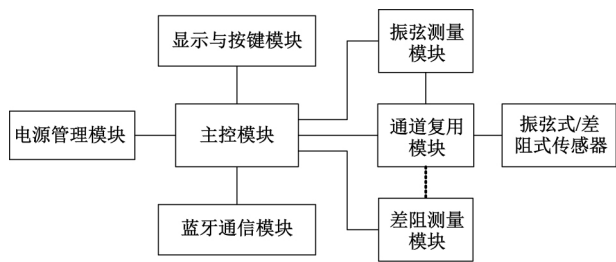 显示与按键模块
振弦测量
模块
电源管理模块
主控模块
通道复用
模块
振弦式/差
阻式传感器
蓝牙通信模块
差阻测量
模块